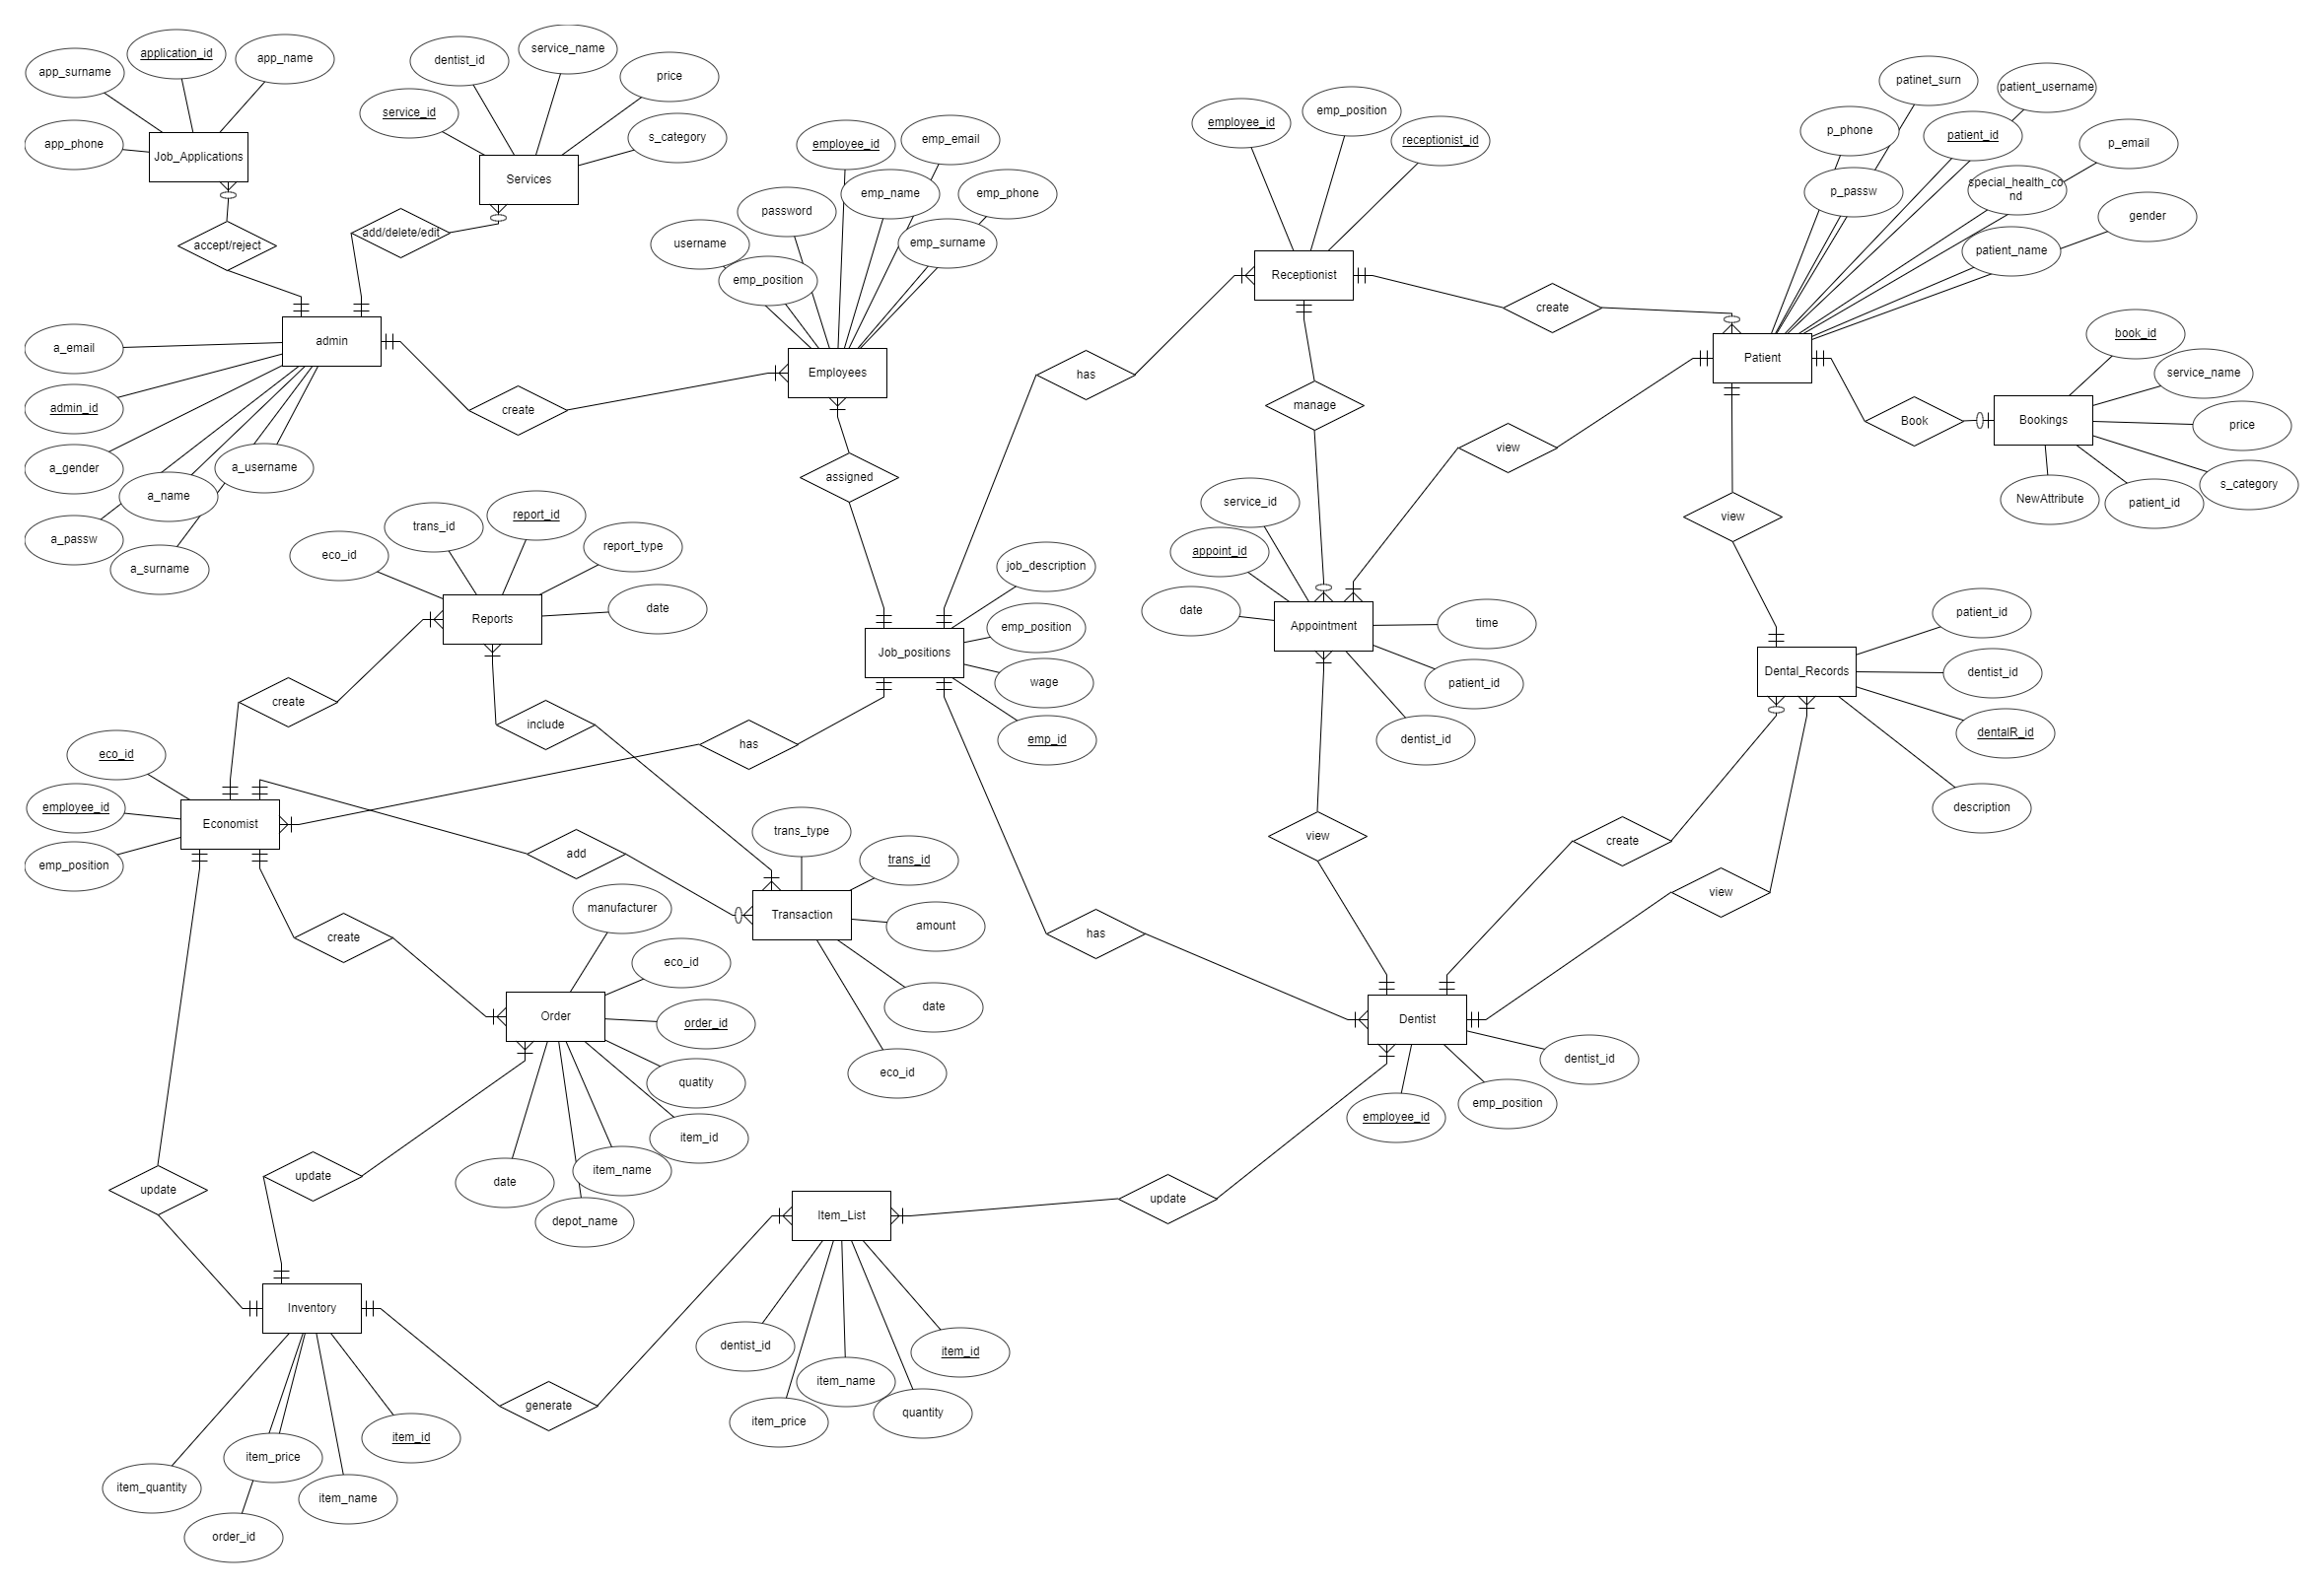 app_surname
application_id
app_name
app_phone
Job_Applications
accept/reject
dentist_id
service_name
price
service_id
s_category
Services
add/delete/edit
employee_id
emp_email
emp_name
emp_phone
password
username
emp_surname
emp_position
Employees
admin
a_email
admin_id
a_gender
a_username
a_name
a_passw
a_surname
create
assigned
employee_id
emp_position
receptionist_id
Receptionist
has
create
manage
view
patinet_surn
patient_username
p_phone
patient_id
p_email
p_passw
special_health_co
nd
gender
patient_name
Patient
book_id
service_name
Book
Bookings
price
s_category
NewAttribute
patient_id
view
eco_id
trans_id
report_id
report_type
date
Reports
create
include
job_description
emp_position
Job_positions
wage
emp_id
has
service_id
appoint_id
date
Appointment
time
patient_id
dentist_id
view
patient_id
Dental_Records
dentist_id
dentalR_id
description
create
view
eco_id
employee_id
Economist
emp_position
add
trans_type
trans_id
Transaction
amount
date
eco_id
create
manufacturer
eco_id
Order
order_id
quatity
item_id
item_name
date
depot_name
has
Dentist
dentist_id
emp_position
employee_id
update
update
update
Item_List
dentist_id
item_id
item_name
item_price
quantity
Inventory
generate
item_id
item_price
item_quantity
item_name
order_id